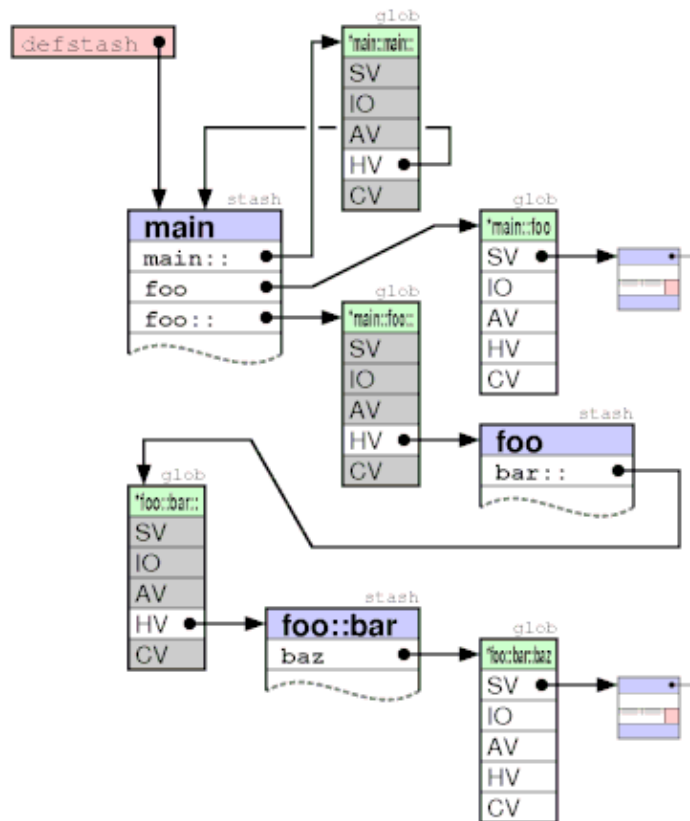 glob
defstash
*main::main::
SV
IO
AV
HV
CV
stash
main
main::
foo
foo::
glob
*main::foo
SV
IO
AV
HV
CV
glob
*main::foo::
SV
IO
AV
HV
CV
stash
foo
bar::
glob
*foo::bar::
SV
IO
AV
HV
CV
stash
foo::bar
baz
glob
*foo::bar::baz
SV
IO
AV
HV
CV